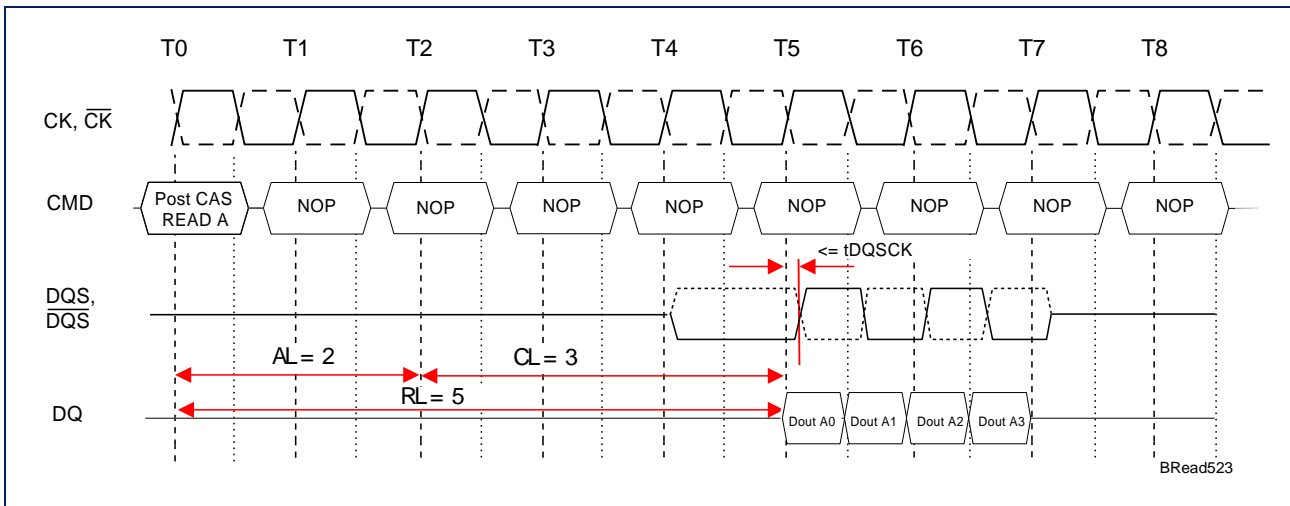 T0 T1 T2 T3 T4 T5 T6 T7 T8
CK, CK
CMD
Post CAS
READ A
NOP NOP NOP NOP NOP NOP NOP NOP
<= tDQSCK
DQS,
DQS
AL = 2
CL = 3
RL = 5
DQ
Dout A0 Dout A1 Dout A2 Dout A3
BRead523